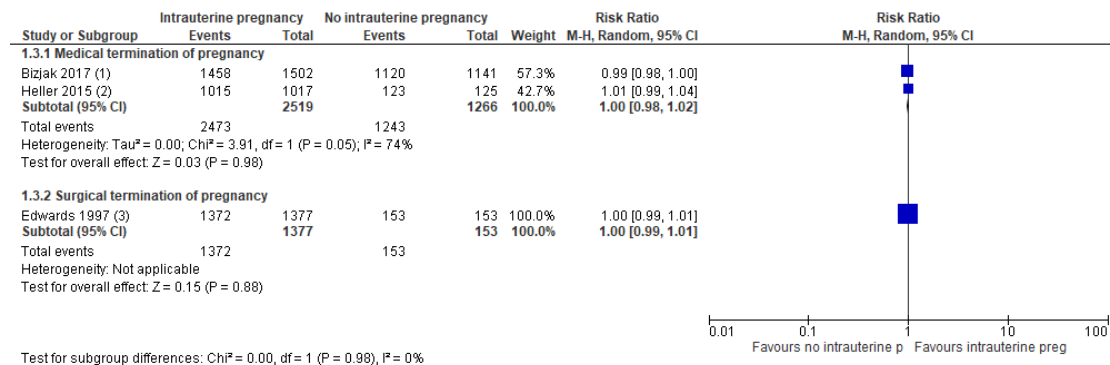 Intrauterine pregnancy No intrauterine pregnancy Risk Ratio Risk Ratio
Study or Subgroup Events Total Events Total Weight M-H, Random, 95% CI M-H, Random, 95% CI
1.3.1 Medical termination of pregnancy
Bizjak 2017 (1) 1458 1502 1120 1141 57.3% 0.99 [0.98, 1.00]
Heller 2015 (2) 1015 1017 123 125 42.7% 1.01 [0.99, 1.04]
Subtotal (95% CI) 2519 1266 100.0% 1.00 [0.98, 1.02]
Total events 2473 1243
Heterogeneity: Tau² = 0.00; Chi² = 3.91, df = 1 (P = 0.05); I² = 74%
Test for overall effect: Z = 0.03 (P = 0.98)
1.3.2 Surgical termination of pregnancy
Edwards 1997 (3) 1372 1377 153 153 100.0% 1.00 [0.99, 1.01]
Subtotal (95% CI) 1377 153 100.0% 1.00 [0.99, 1.01]
Total events 1372 153
Heterogeneity: Not applicable
Test for overall effect: Z = 0.15 (P = 0.88)
0.01 0.1 1 10 100
Favours no intrauterine p Favours intrauterine preg
Test for subgroup differences: Chi² = 0.00, df = 1 (P = 0.98), I² = 0%